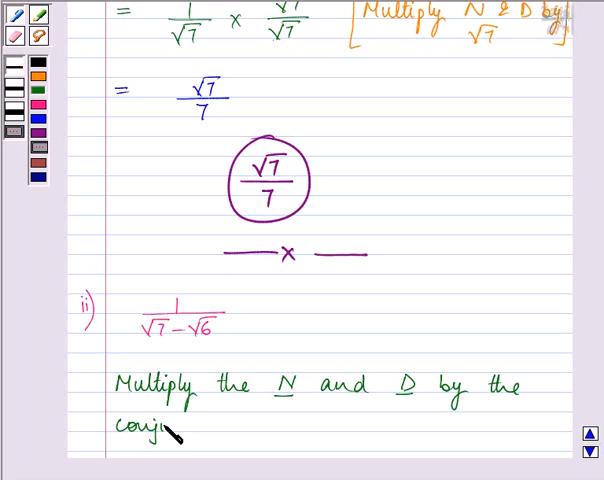 = 1/√7 × √7/√7 [Multiply N & D by √7]
= √7/7
√7/7
— x —
ii) 1/(√7 − √6)
Multiply the N and D by the
conju